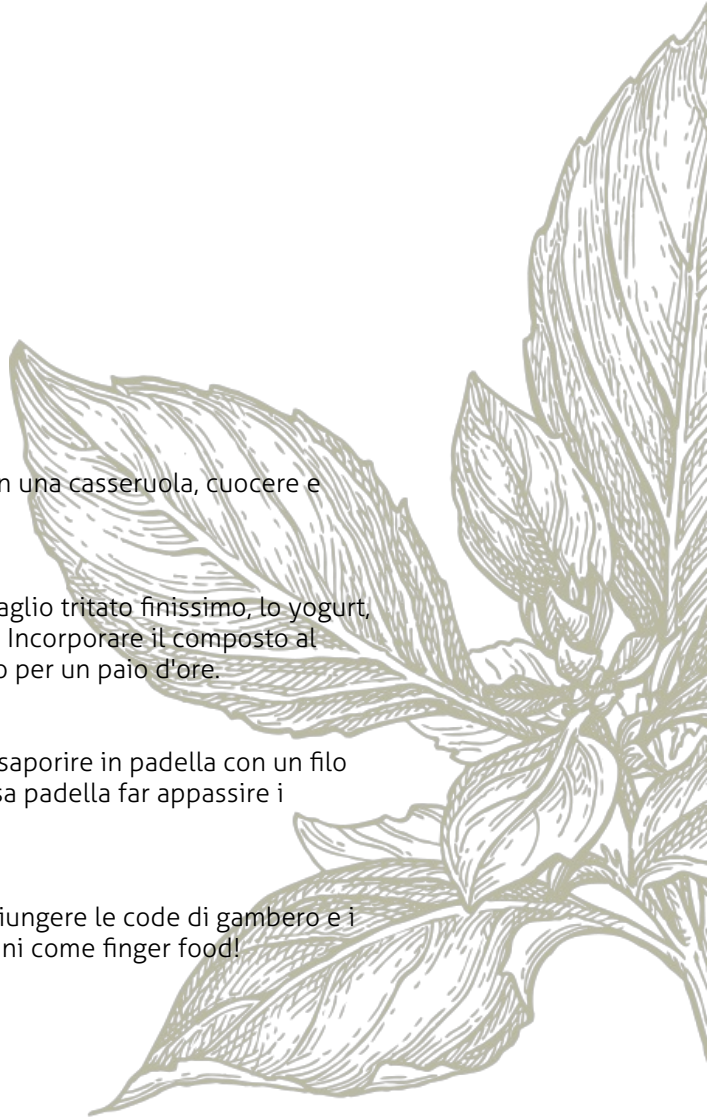 n una casseruola, cuocere e
aglio tritato finissimo, lo yogurt,
Incorporare il composto al
o per un paio d'ore.
saporire in padella con un filo
sa padella far appassire i
iungere le code di gambero e i
ni come finger food!